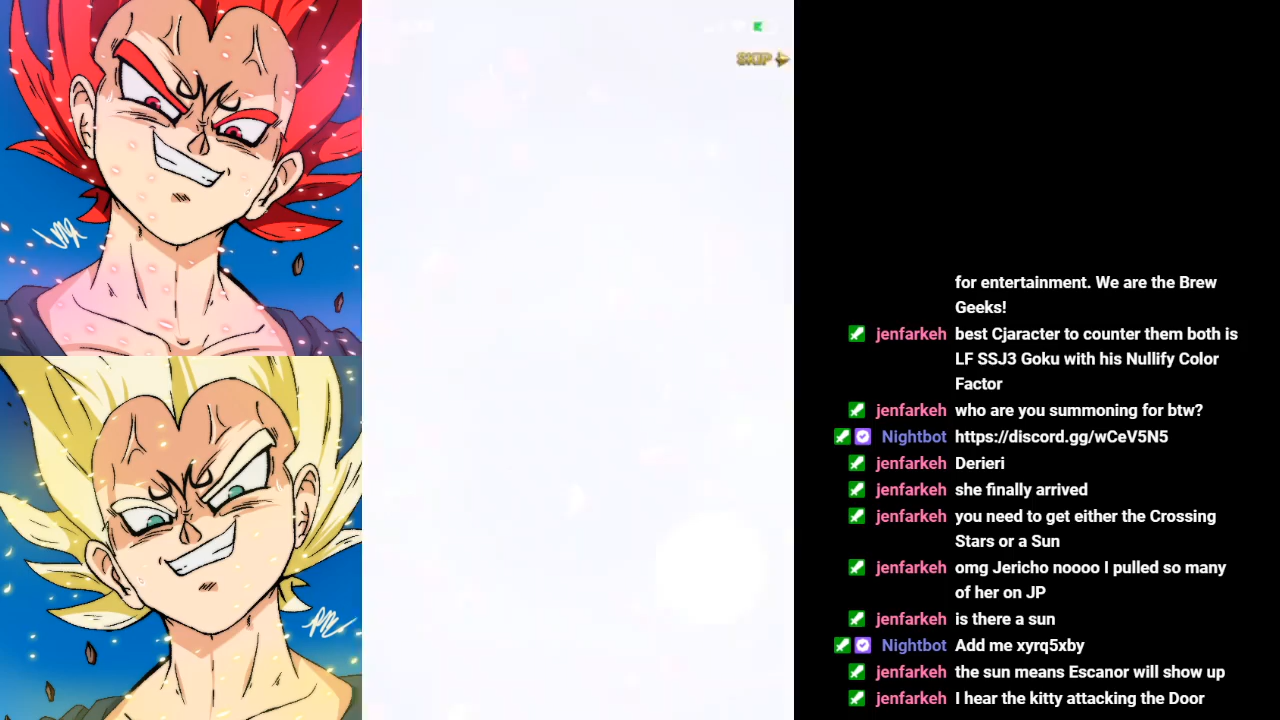 SKIP
for entertainment. We are the Brew
Geeks!
jenfarkeh best Cjaracter to counter them both is
LF SSJ3 Goku with his Nullify Color
Factor
jenfarkeh who are you summoning for btw?
Nightbot https://discord.gg/wCeV5N5
jenfarkeh Derieri
jenfarkeh she finally arrived
jenfarkeh you need to get either the Crossing
Stars or a Sun
jenfarkeh omg Jericho noooo I pulled so many
of her on JP
jenfarkeh is there a sun
Nightbot Add me xyrq5xby
jenfarkeh the sun means Escanor will show up
jenfarkeh I hear the kitty attacking the Door